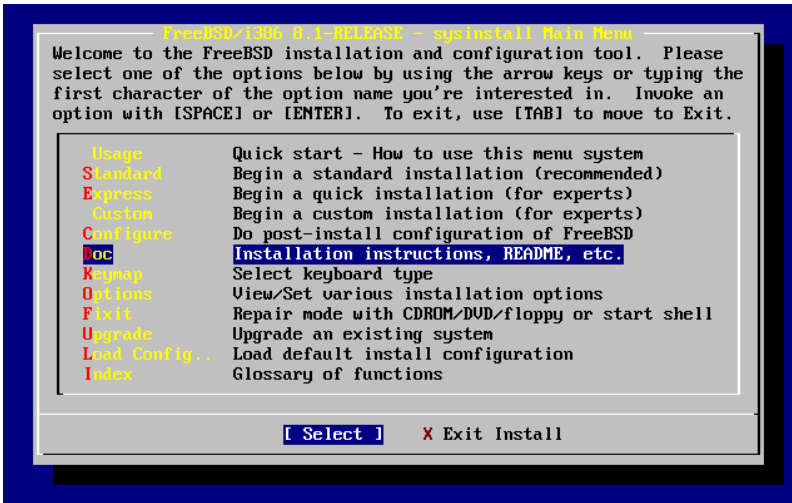 FreeBSD/i386 8.1-RELEASE - sysinstall Main Menu
Welcome to the FreeBSD installation and configuration tool.  Please
select one of the options below by using the arrow keys or typing the
first character of the option name you're interested in.  Invoke an
option with [SPACE] or [ENTER].  To exit, use [TAB] to move to Exit.
Usage Quick start - How to use this menu system
Standard Begin a standard installation (recommended)
Express Begin a quick installation (for experts)
Custom Begin a custom installation (for experts)
Configure Do post-install configuration of FreeBSD
Doc Installation instructions, README, etc.
Keymap Select keyboard type
Options View/Set various installation options
Fixit Repair mode with CDROM/DVD/floppy or start shell
Upgrade Upgrade an existing system
Load Config.. Load default install configuration
Index Glossary of functions
[ Select ] X Exit Install